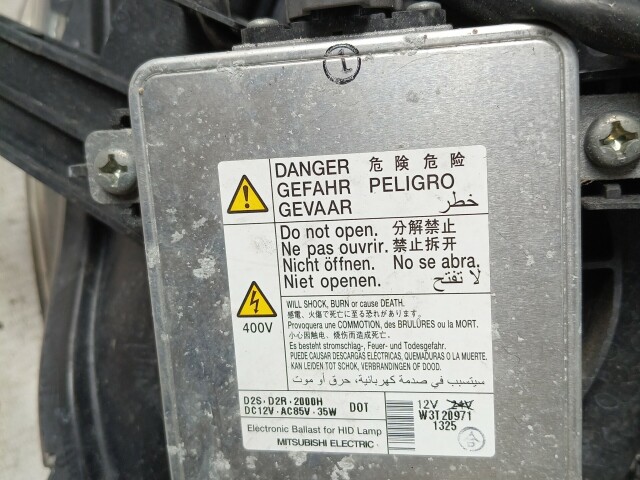 DANGER 危険 危险
GEFAHR PELIGRO
GEVAAR خطر
Do not open. 分解禁止
Ne pas ouvrir. 禁止拆开
Nicht öffnen. No se abra.
Niet openen. لا تفتح
400V
WILL SHOCK, BURN or cause DEATH.
感電、火傷で死亡に至る恐れが有ります。
Provoquera une COMMOTION, des BRULÛRES ou la MORT.
小心因触电、烧伤而造成死亡。
Es besteht stromschlag-, Feuer- und Todesgefahr.
PUEDE CAUSAR DESCARGAS ELECTRICAS, QUEMADURAS O LA MUERTE.
KAN LEIDEN TOT SCHOK, VERBRANDINGEN OF DOOD.
سيتسبب في صدمة كهربائية، حرق أو موت
D2S·D2R·2000H DOT
DC12V·AC85V·35W
12V 24V
W3T20971
1325
Electronic Ballast for HID Lamp
MITSUBISHI ELECTRIC